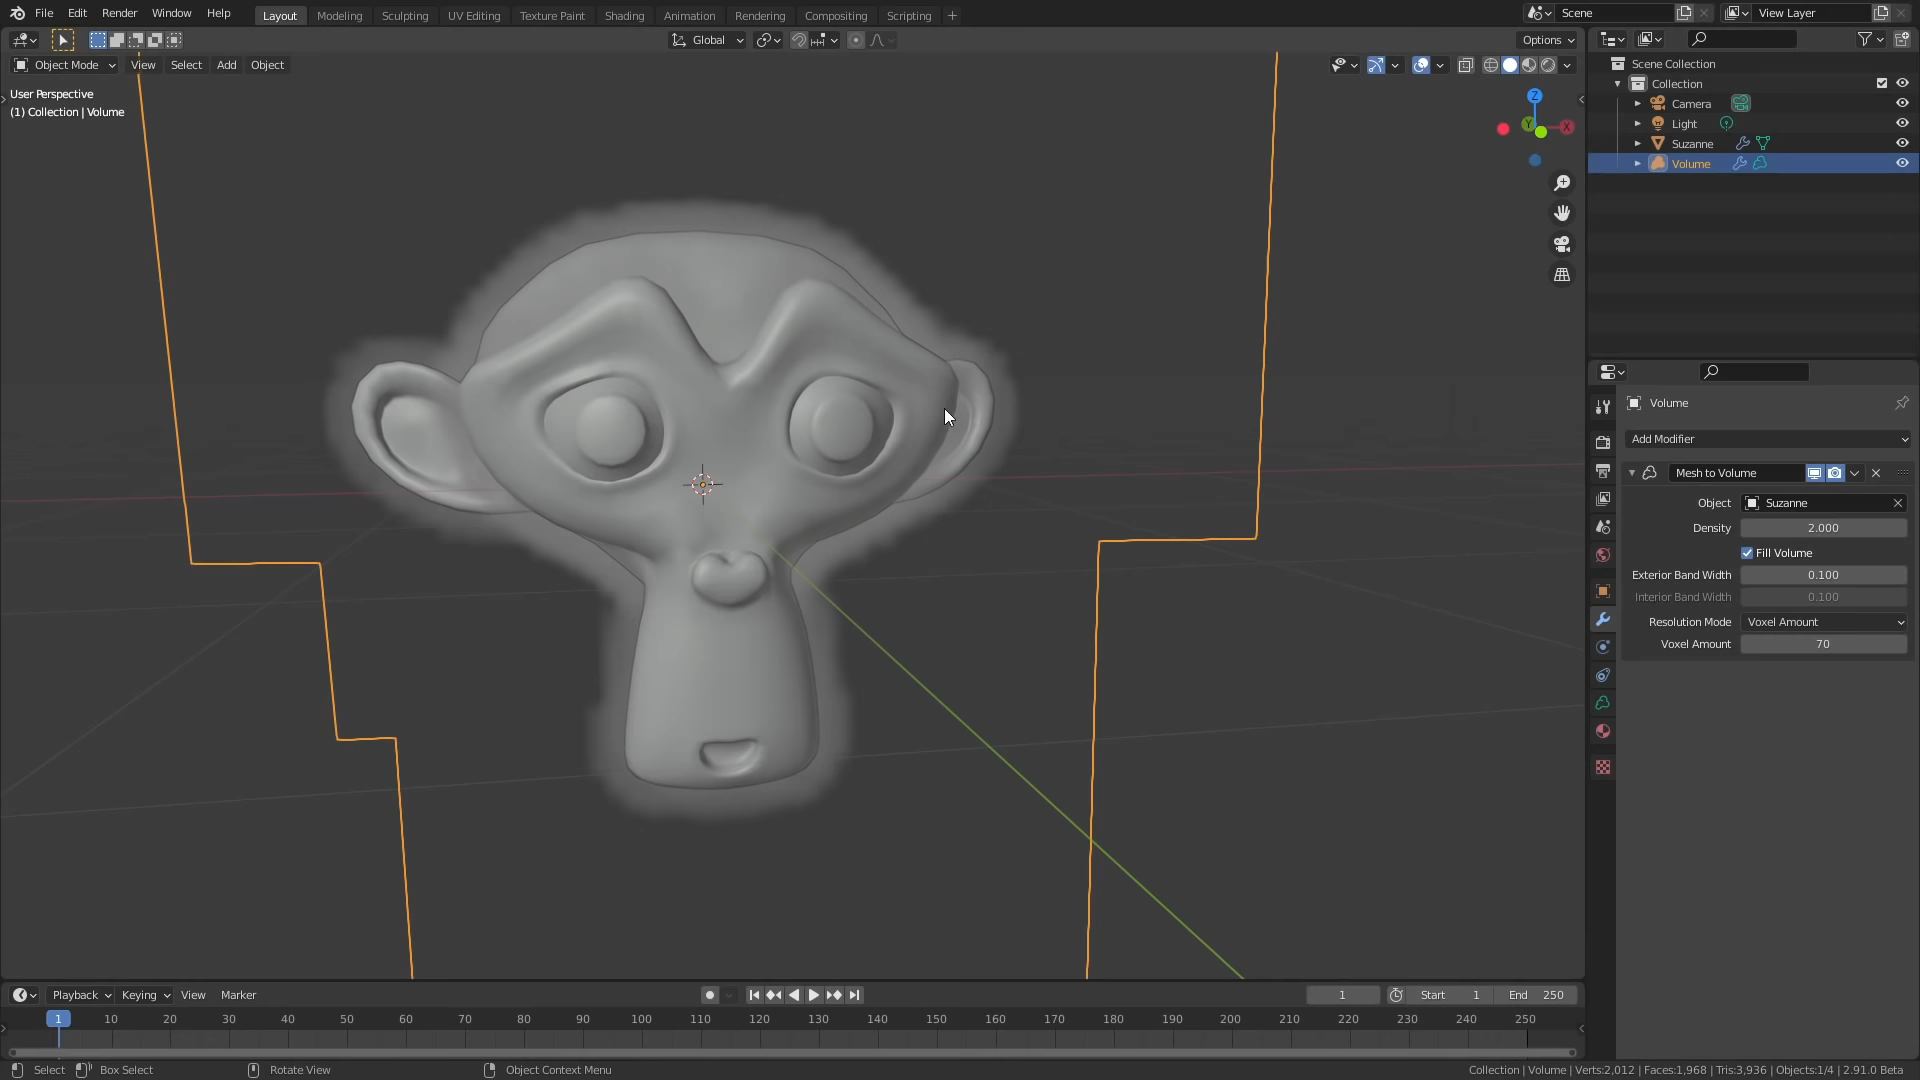 File Edit Render Window Help
Layout Modeling Sculpting UV Editing Texture Paint Shading Animation Rendering Compositing Scripting +
Scene
View Layer
Global
Options
Object Mode View Select Add Object
User Perspective
(1) Collection | Volume
Z
Y
X
Scene Collection
Collection
Camera
Light
Suzanne
Volume
Volume
Add Modifier
Mesh to Volume
Object Suzanne
Density 2.000
Fill Volume
Exterior Band Width 0.100
Interior Band Width 0.100
Resolution Mode Voxel Amount
Voxel Amount 70
Playback Keying View Marker
1 Start 1 End 250
1 10 20 30 40 50 60 70 80 90 100 110 120 130 140 150 160 170 180 190 200 210 220 230 240 250
Select Box Select Rotate View Object Context Menu
Collection | Volume | Verts:2,012 | Faces:1,968 | Tris:3,936 | Objects:1/4 | 2.91.0 Beta